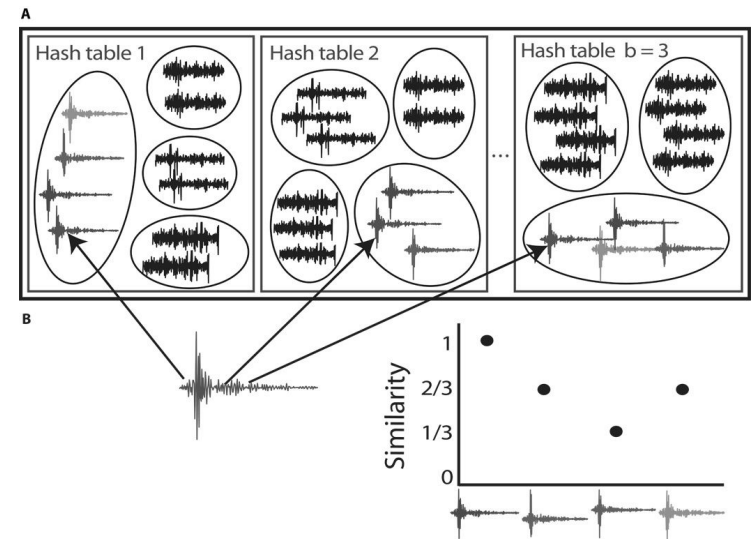 A
Hash table 1
Hash table 2
Hash table b = 3
...
B
Similarity
1
2/3
1/3
0